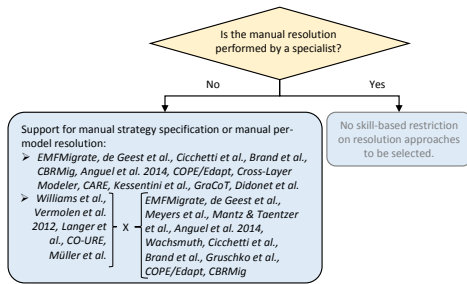 Is the manual resolution
performed by a specialist?
No
Yes
Support for manual strategy specification or manual per-
model resolution:
➢ EMFMigrate, de Geest et al., Cicchetti et al., Brand et al.,
CBRMig, Anguel et al. 2014, COPE/Edapt, Cross-Layer
Modeler, CARE, Kessentini et al., GraCoT, Didonet et al.
➢ Williams et al.,
Vermolen et al.
2012, Langer et
al., CO-URE,
Müller et al.
X
EMFMigrate, de Geest et al.,
Meyers et al., Mantz & Taentzer
et al., Anguel et al. 2014,
Wachsmuth, Cicchetti et al.,
Brand et al., Gruschko et al.,
COPE/Edapt, CBRMig
No skill-based restriction
on resolution approaches
to be selected.